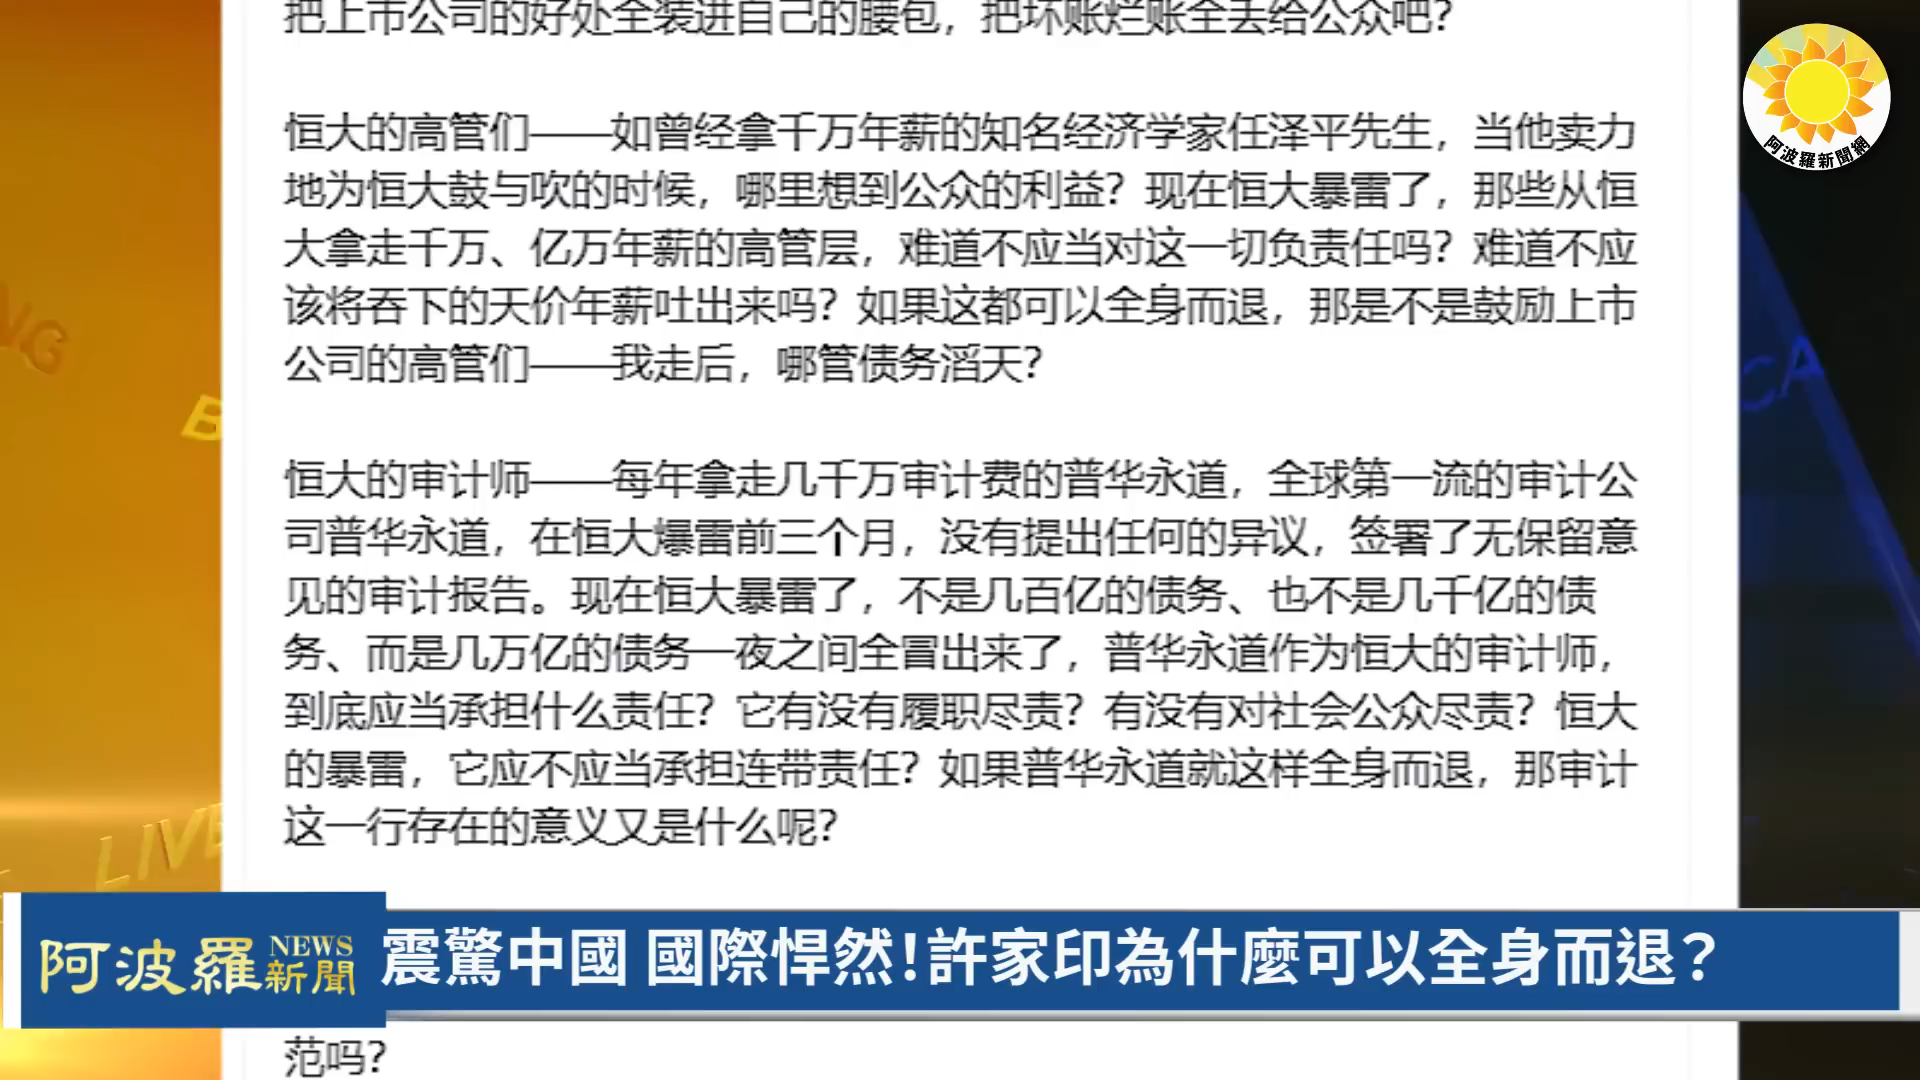 把上市公司的好处全装进自己的腰包，把坏账烂账全丢给公众吧？
恒大的高管们——如曾经拿千万年薪的知名经济学家任泽平先生，当他卖力
地为恒大鼓与吹的时候，哪里想到公众的利益？现在恒大暴雷了，那些从恒
大拿走千万、亿万年薪的高管层，难道不应当对这一切负责任吗？难道不应
该将吞下的天价年薪吐出来吗？如果这都可以全身而退，那是不是鼓励上市
公司的高管们——我走后，哪管债务滔天？
恒大的审计师——每年拿走几千万审计费的普华永道，全球第一流的审计公
司普华永道，在恒大爆雷前三个月，没有提出任何的异议，签署了无保留意
见的审计报告。现在恒大暴雷了，不是几百亿的债务、也不是几千亿的债
务、而是几万亿的债务一夜之间全冒出来了，普华永道作为恒大的审计师，
到底应当承担什么责任？它有没有履职尽责？有没有对社会公众尽责？恒大
的暴雷，它应不应当承担连带责任？如果普华永道就这样全身而退，那审计
这一行存在的意义又是什么呢？
范吗？
阿波羅新聞網
阿波羅 NEWS 新聞
震驚中國 國際悍然！許家印為什麼可以全身而退？
LIVE